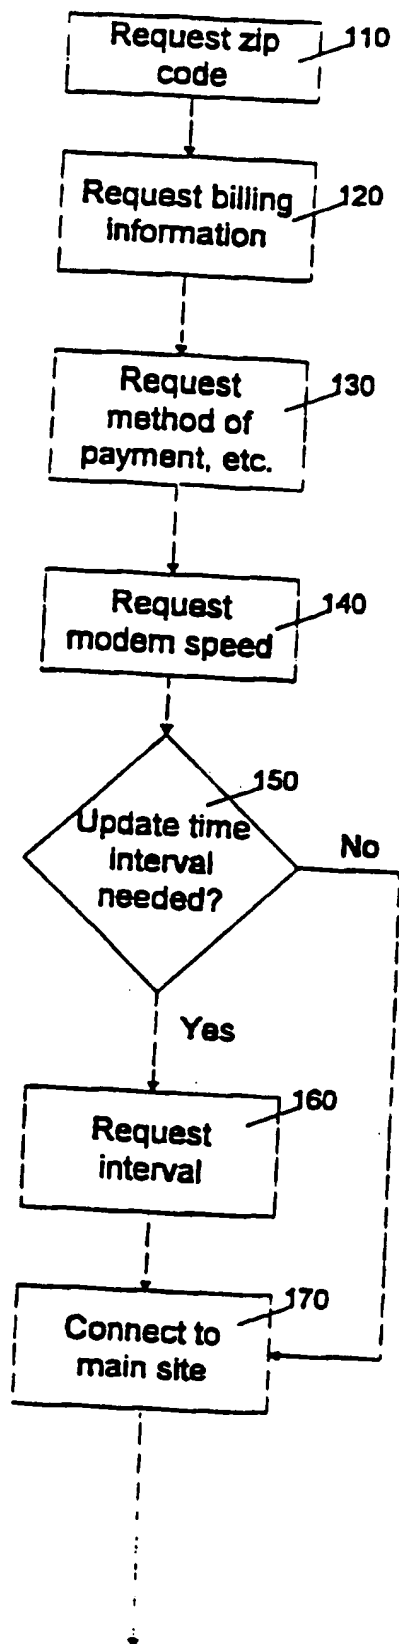 Request zip
code
110
Request billing
information
120
Request
method of
payment, etc.
130
Request
modem speed
140
150
Update time
interval
needed?
No
Yes
160
Request
interval
170
Connect to
main site